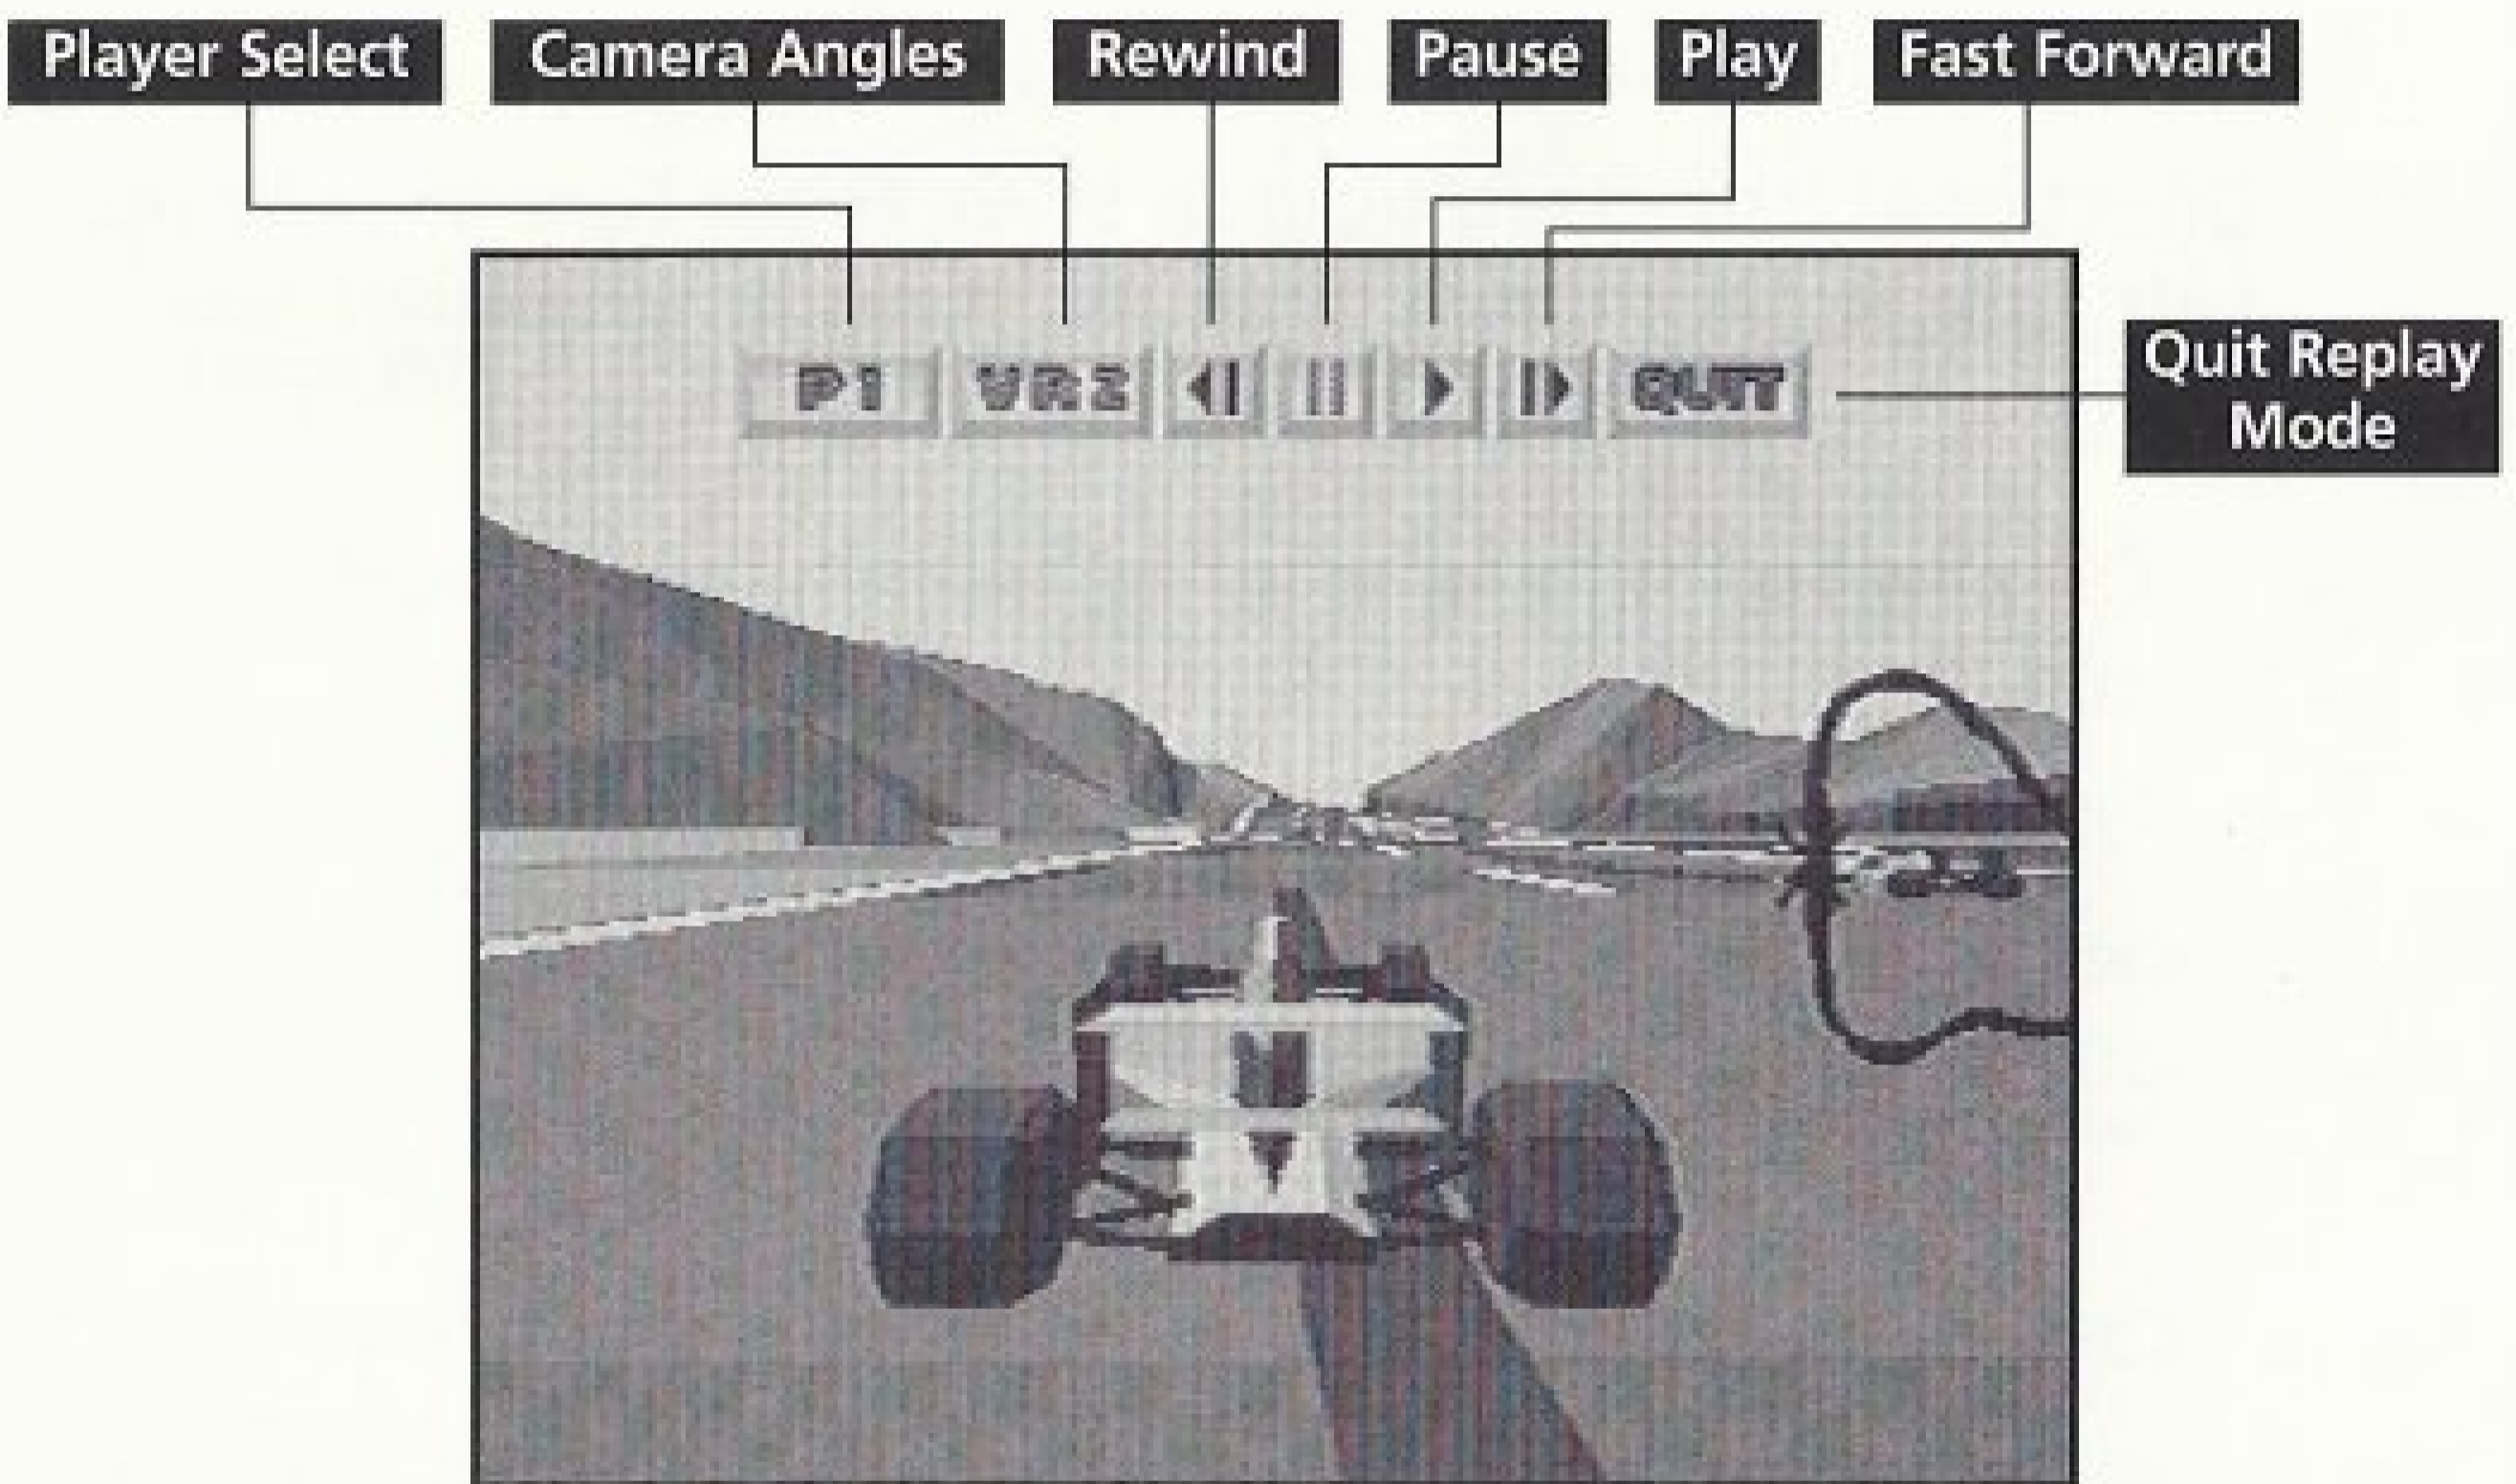 Player Select
Camera Angles
Rewind
Pause
Play
Fast Forward
P1
VR2
QUIT
Quit Replay
Mode